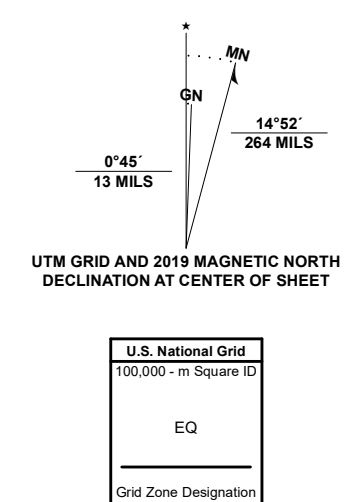 ★
MN
GN
14°52´
264 MILS
0°45´
13 MILS
UTM GRID AND 2019 MAGNETIC NORTH
DECLINATION AT CENTER OF SHEET
U.S. National Grid
100,000 - m Square ID
EQ
Grid Zone Designation